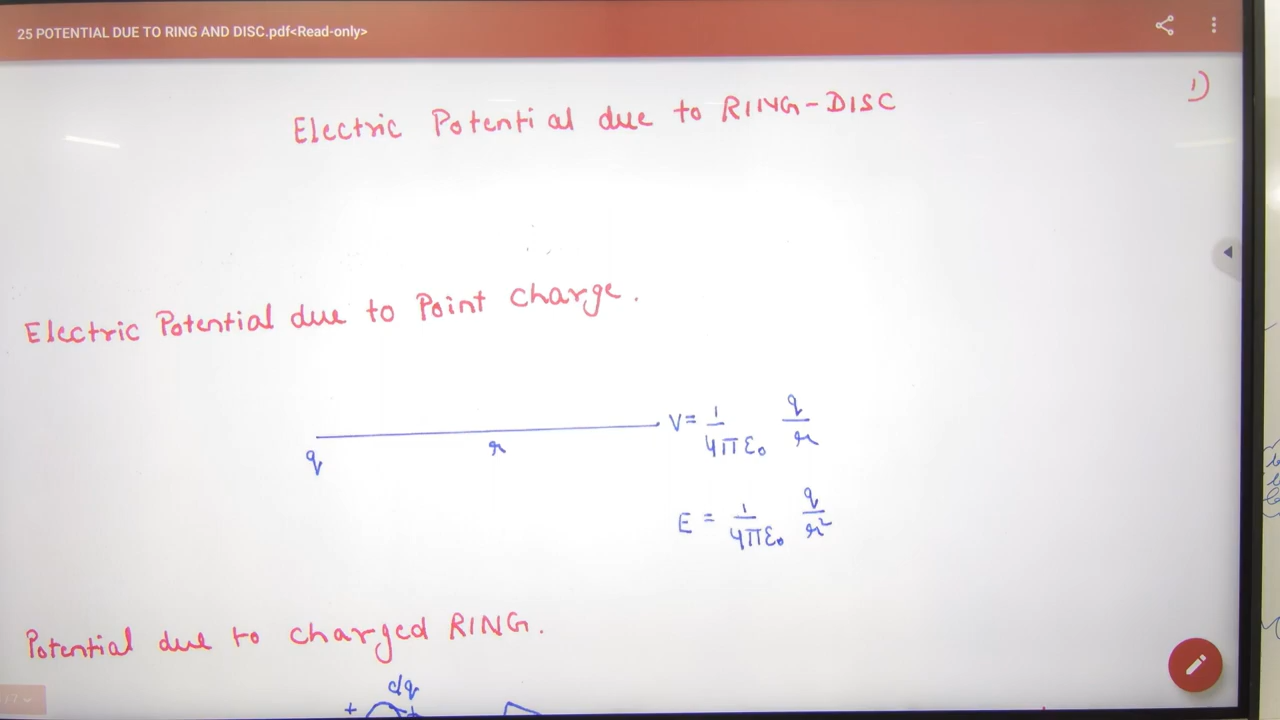 25 POTENTIAL DUE TO RING AND DISC.pdf<Read-only>
1)
Electric Potential due to RING-DISC
Electric Potential due to Point Charge.
q r V = 1/4πε₀ q/r
E = 1/4πε₀ q/r²
Potential due to charged RING.
dq
+ +